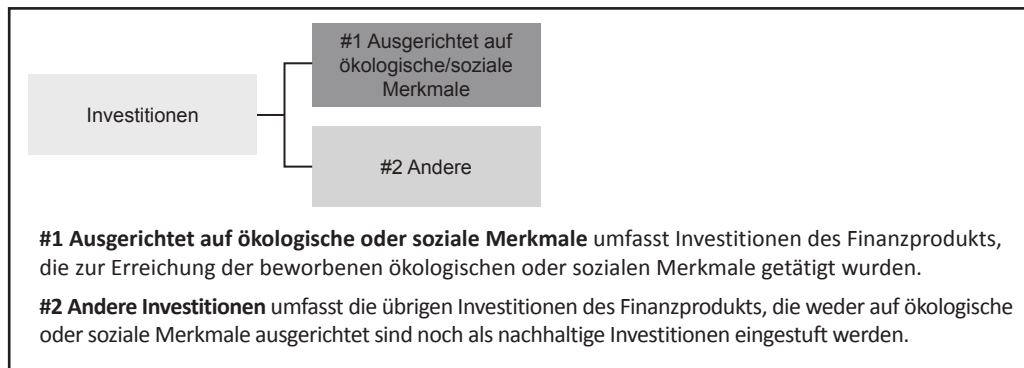 #1 Ausgerichtet auf
ökologische/soziale
Merkmale
Investitionen
#2 Andere
#1 Ausgerichtet auf ökologische oder soziale Merkmale umfasst Investitionen des Finanzprodukts,
die zur Erreichung der beworbenen ökologischen oder sozialen Merkmale getätigt wurden.
#2 Andere Investitionen umfasst die übrigen Investitionen des Finanzprodukts, die weder auf ökologische
oder soziale Merkmale ausgerichtet sind noch als nachhaltige Investitionen eingestuft werden.